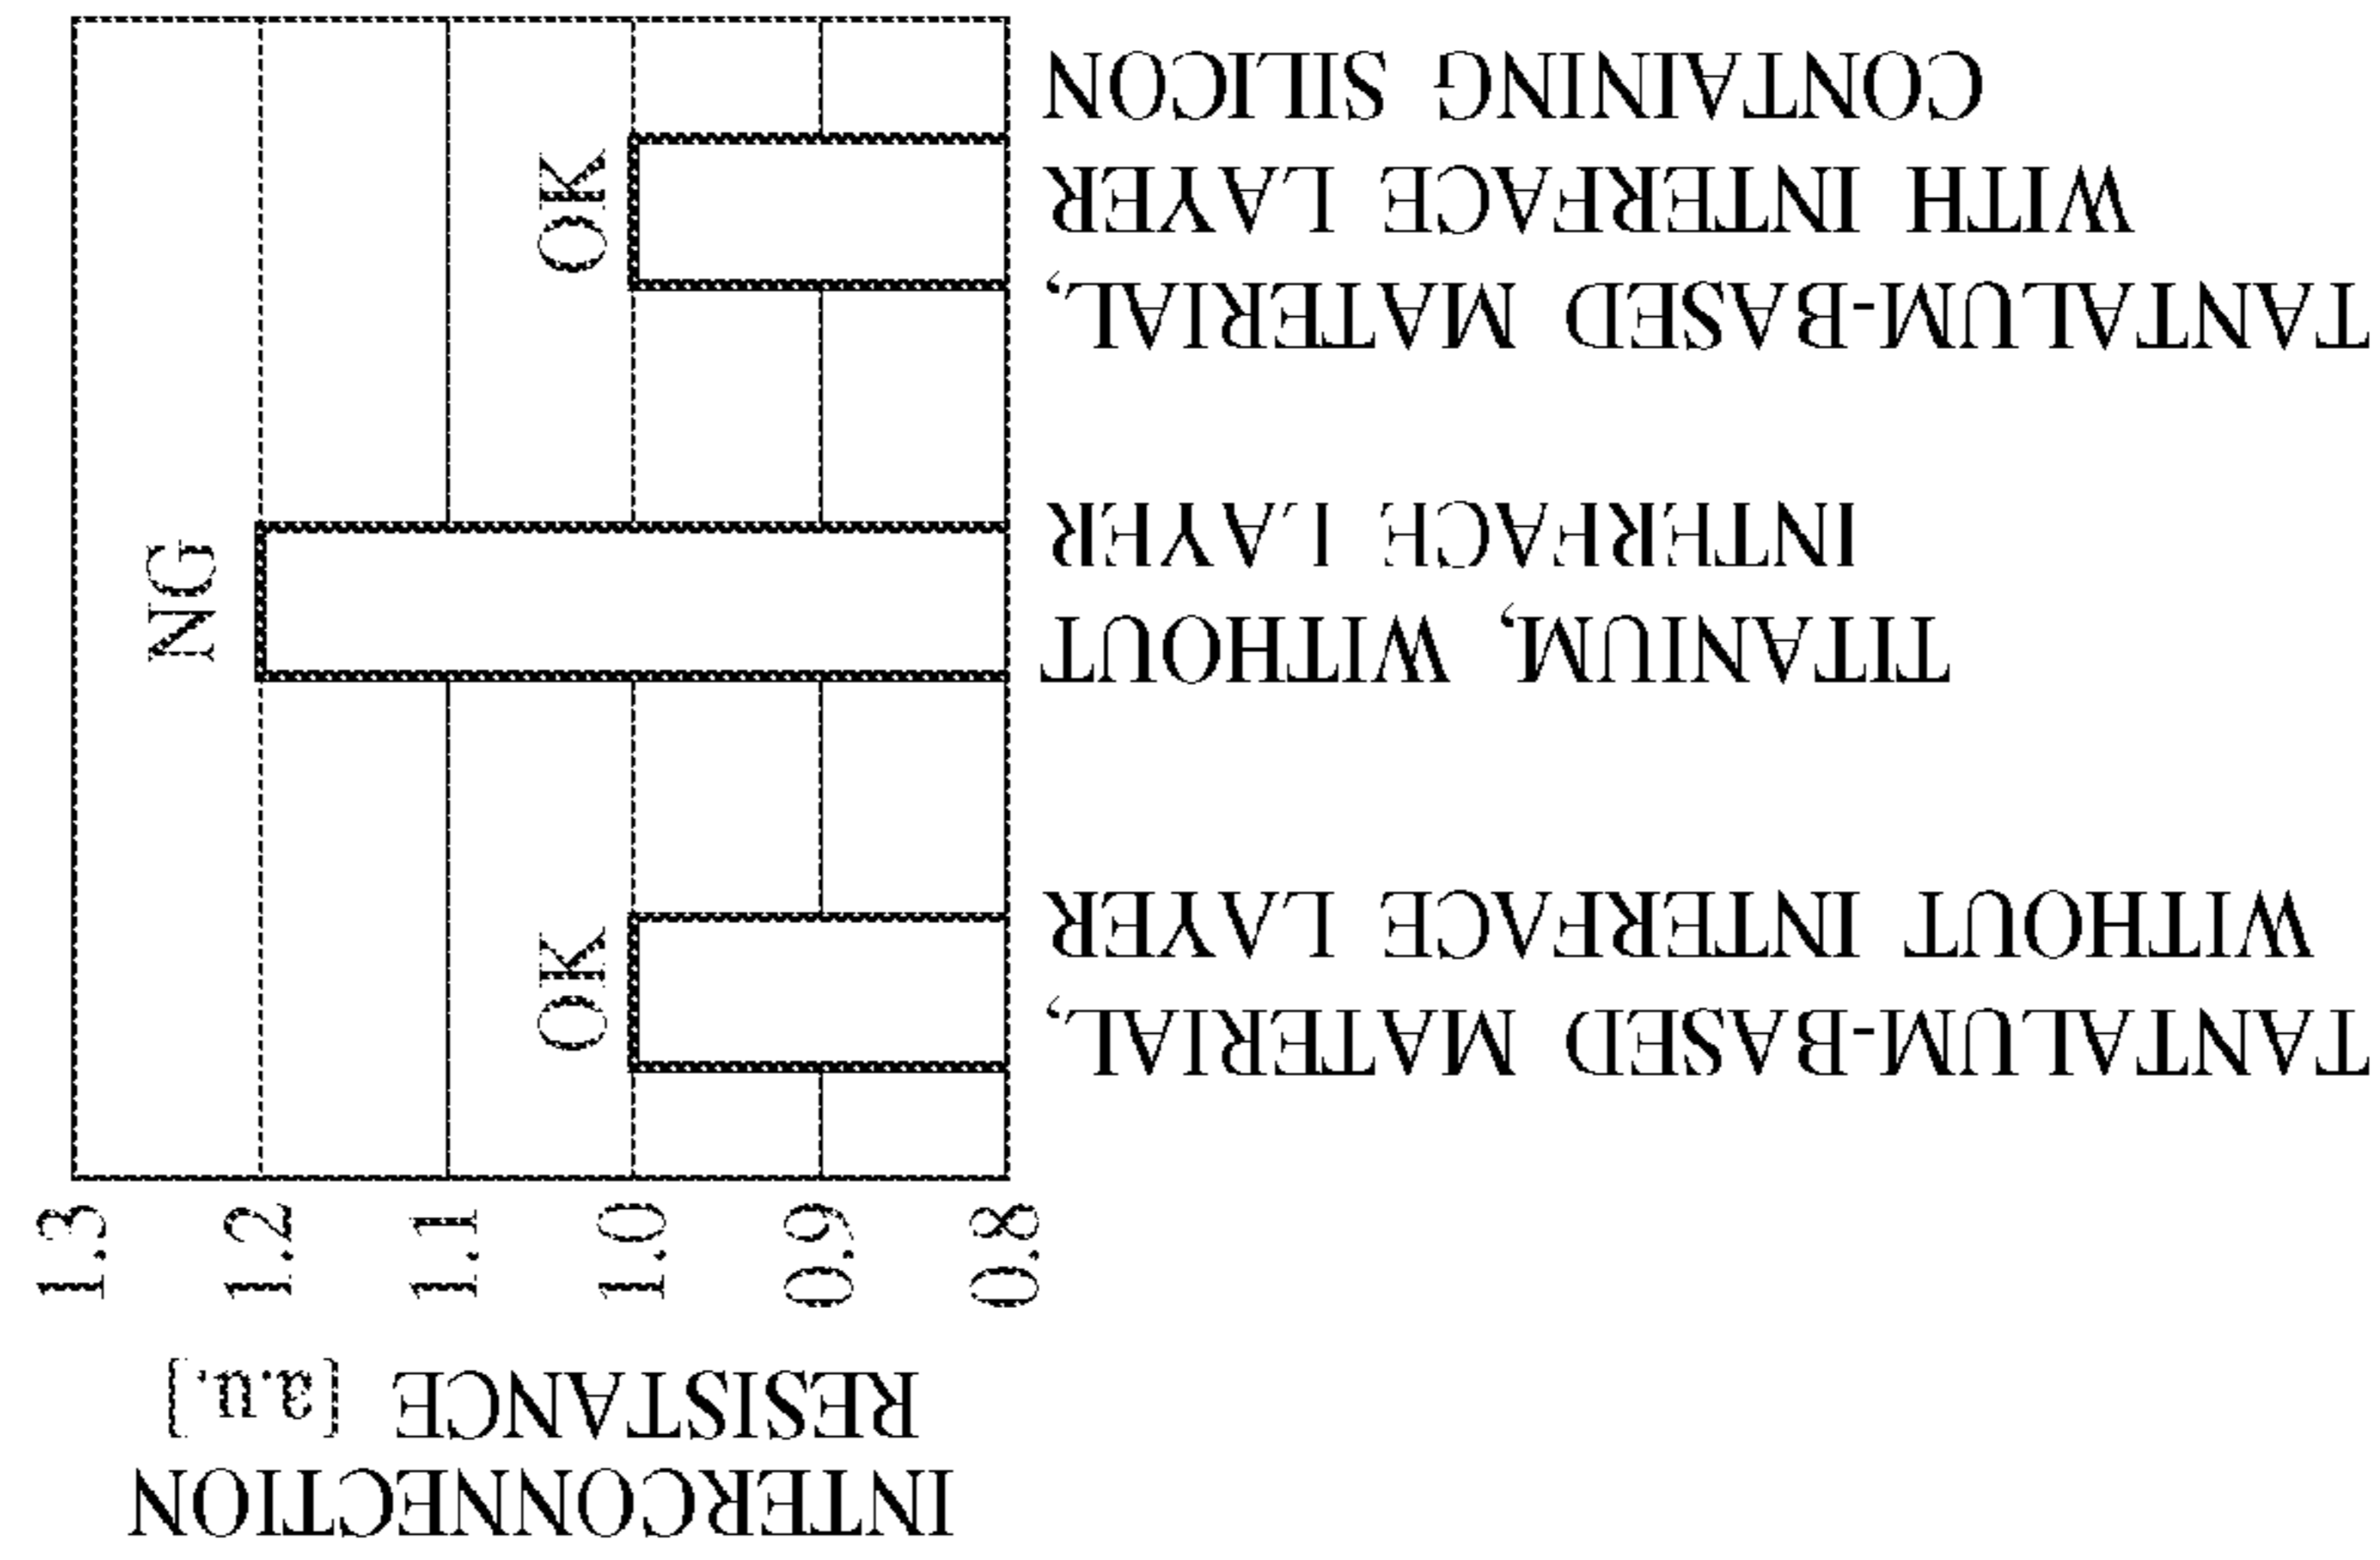 INTERCONNECTION
RESISTANCE [a.u.]
1.3
1.2
1.1
1.0
0.9
0.8
OK
NG
OK
TANTALUM-BASED MATERIAL,
WITHOUT INTERFACE LAYER
TITANIUM, WITHOUT
INTERFACE LAYER
TANTALUM-BASED MATERIAL,
WITH INTERFACE LAYER
CONTAINING SILICON